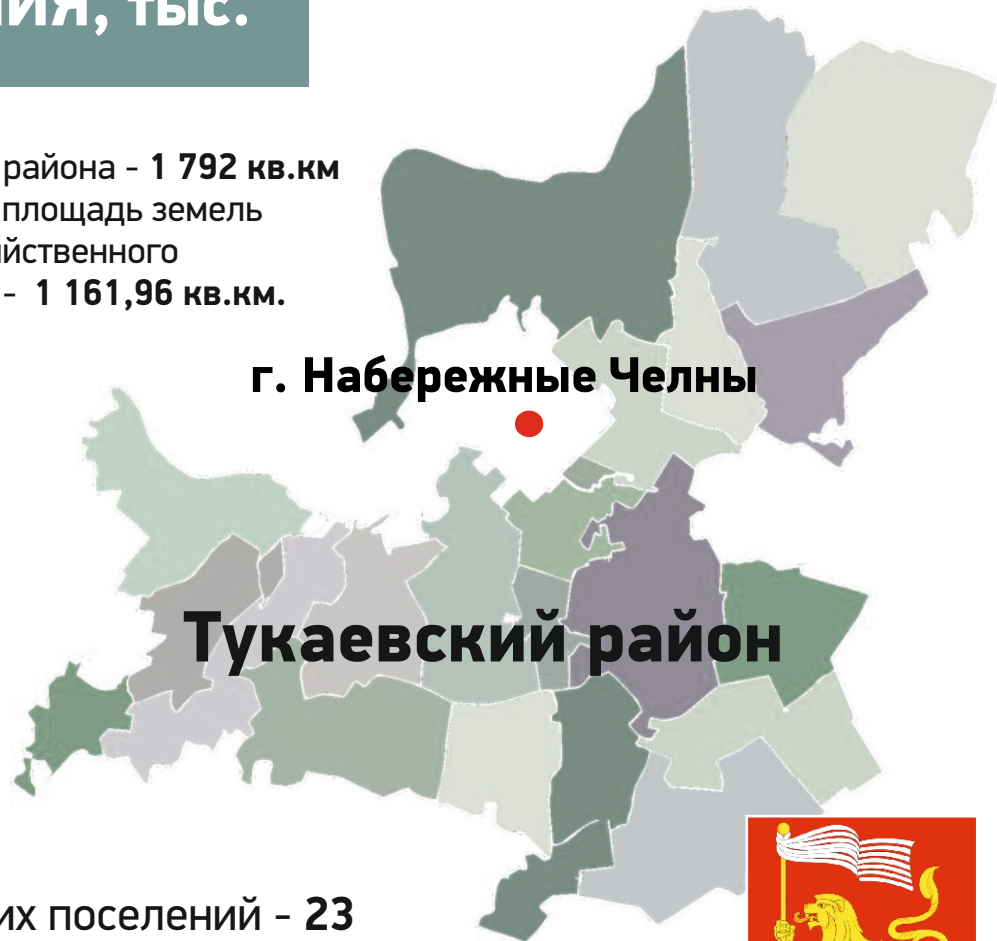 ия, тыс.
района - 1 792 кв.км
площадь земель
йственного
- 1 161,96 кв.км.
г. Набережные Челны
Тукаевский район
их поселений - 23